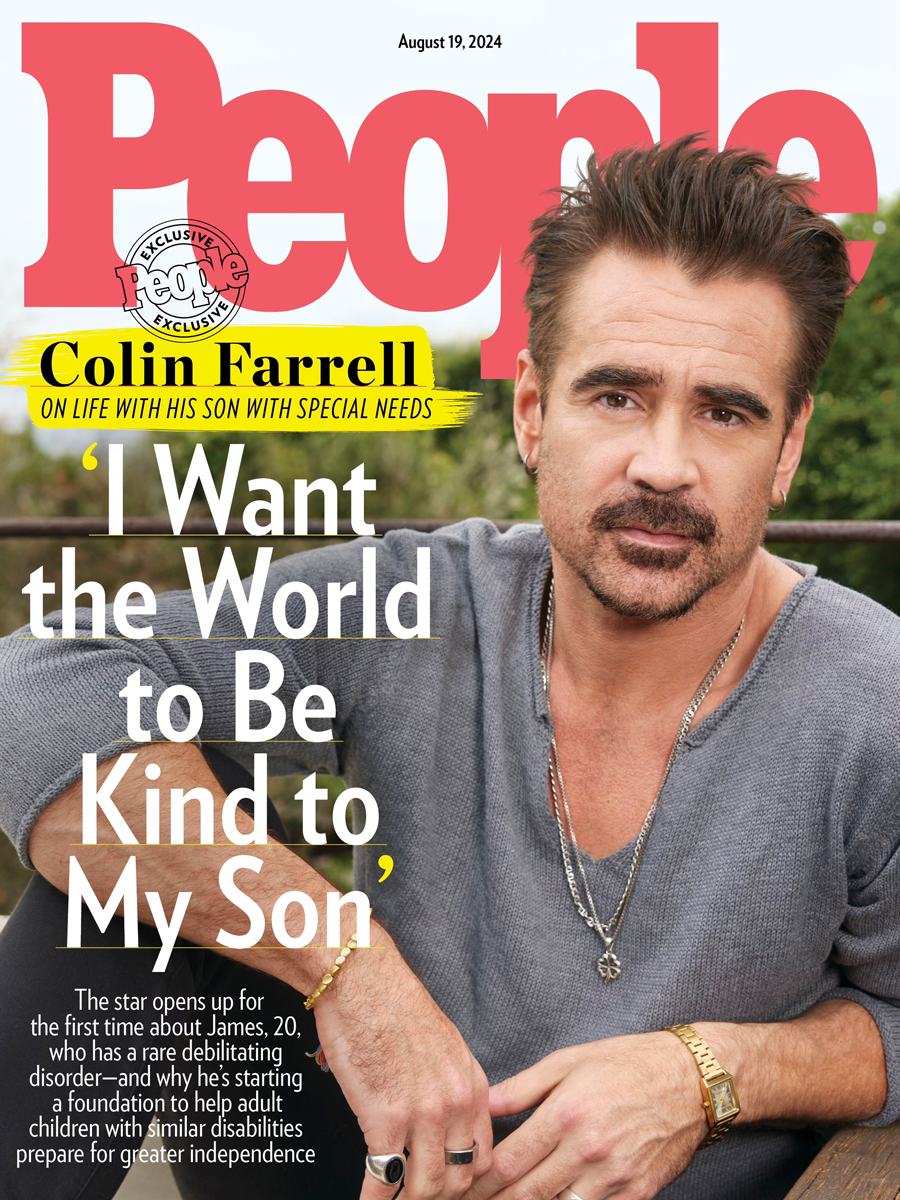 August 19, 2024
People
EXCLUSIVE
People
EXCLUSIVE
Colin Farrell
ON LIFE WITH HIS SON WITH SPECIAL NEEDS
‘I Want
the World
to Be
Kind to
My Son’
The star opens up for
the first time about James, 20,
who has a rare debilitating
disorder—and why he’s starting
a foundation to help adult
children with similar disabilities
prepare for greater independence